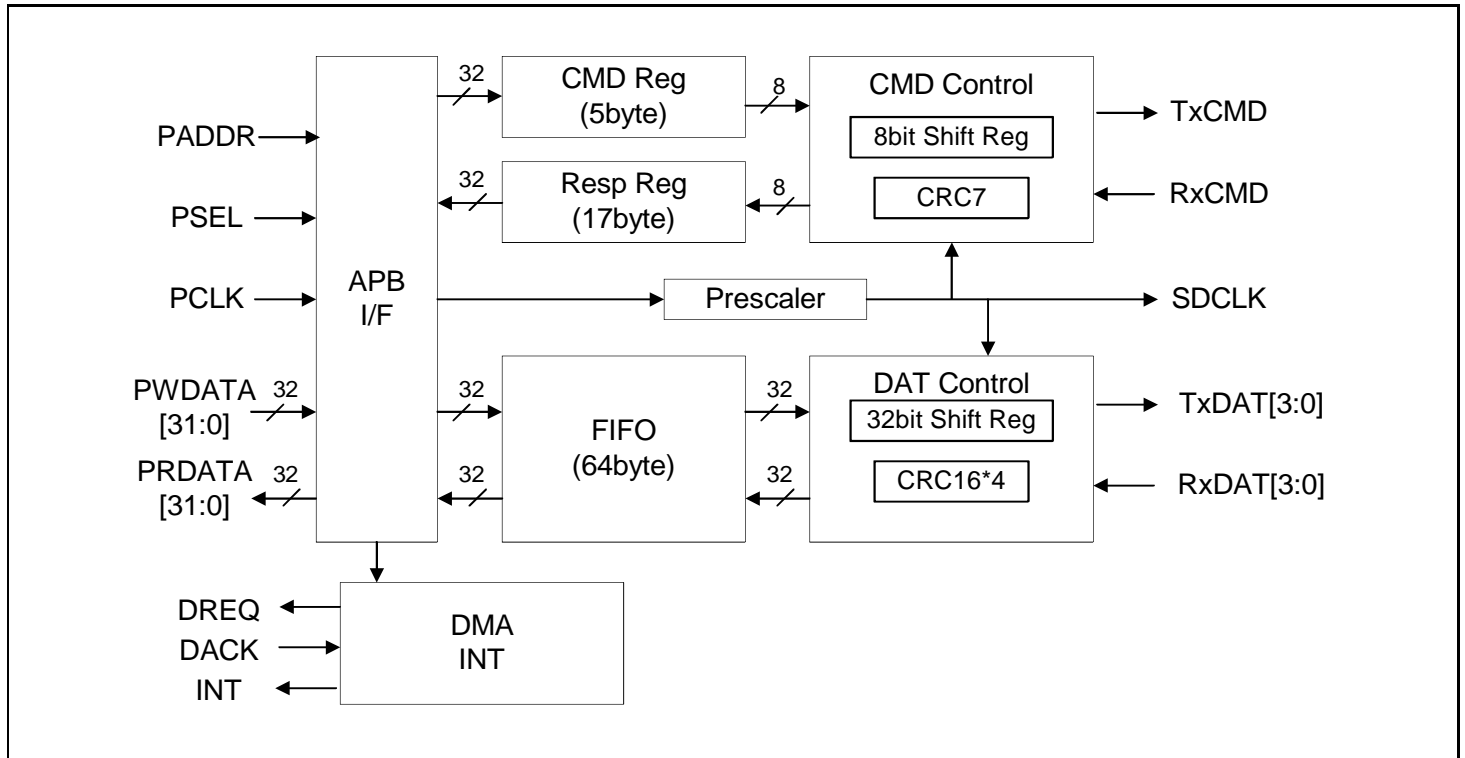 PADDR
PSEL
PCLK
PWDATA
[31:0]
32
PRDATA
[31:0]
32
APB
I/F
32
CMD Reg
(5byte)
8
32
Resp Reg
(17byte)
8
CMD Control
8bit Shift Reg
CRC7
TxCMD
RxCMD
Prescaler
SDCLK
32
32
FIFO
(64byte)
32
32
DAT Control
32bit Shift Reg
CRC16*4
TxDAT[3:0]
RxDAT[3:0]
DREQ
DACK
INT
DMA
INT